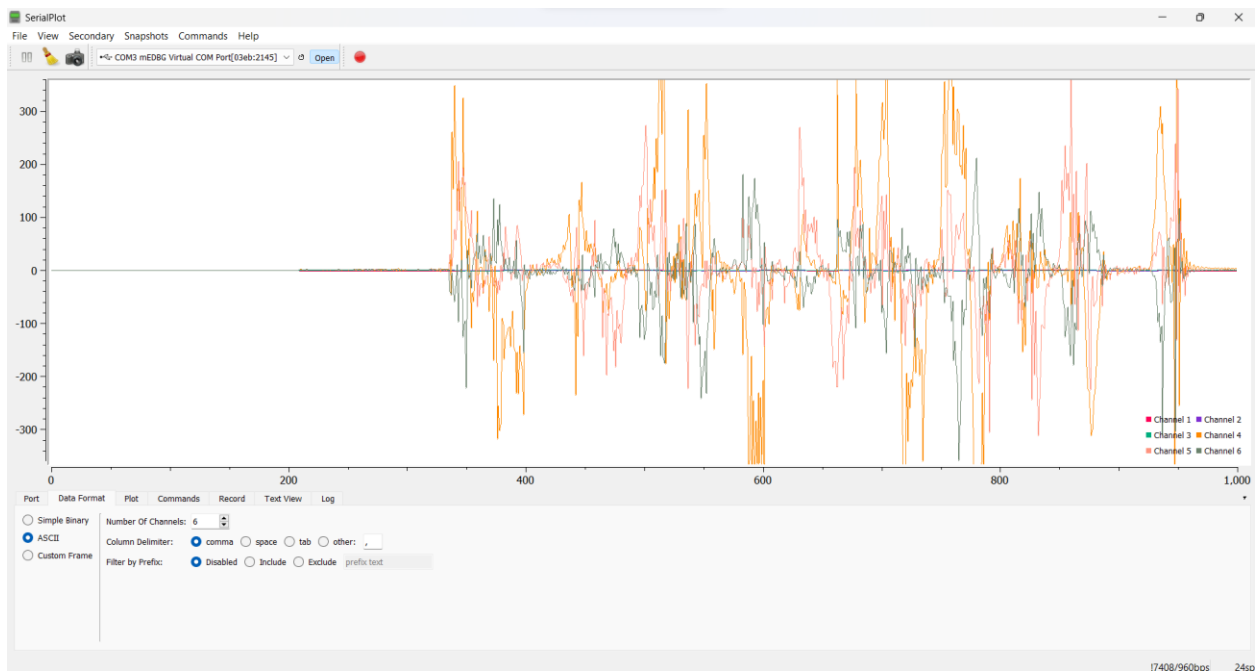 SerialPlot
File View Secondary Snapshots Commands Help
COM3 mEDBG Virtual COM Port[03eb:2145] Open
300
200
100
0
-100
-200
-300
Channel 1 Channel 2
Channel 3 Channel 4
Channel 5 Channel 6
0 200 400 600 800 1,000
Port Data Format Plot Commands Record Text View Log
Simple Binary Number Of Channels: 6
ASCII Column Delimiter: comma space tab other: ,
Custom Frame Filter by Prefix: Disabled Include Exclude prefix text
!7408/960bps 24sp